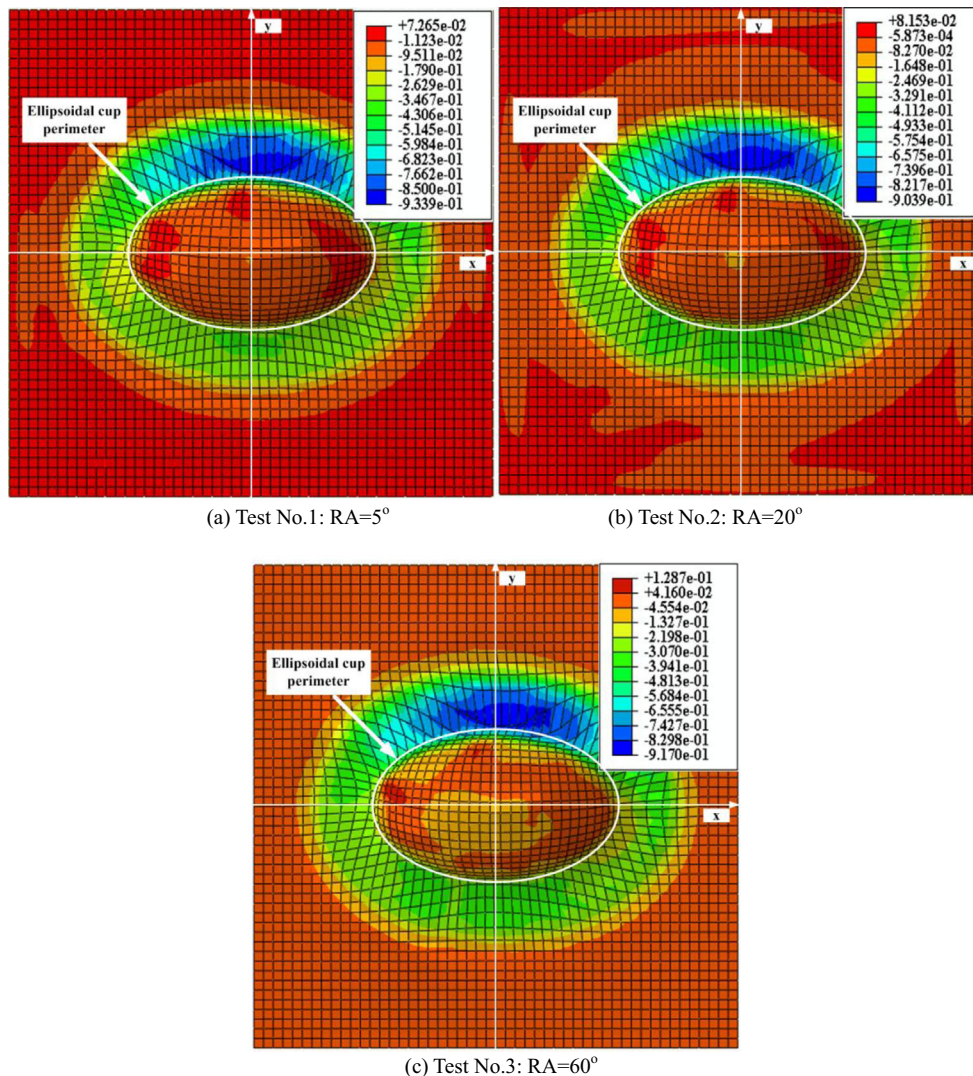 y
+7.265e-02
-1.123e-02
-9.511e-02
-1.790e-01
-2.629e-01
-3.467e-01
-4.306e-01
-5.145e-01
-5.984e-01
-6.823e-01
-7.662e-01
-8.500e-01
-9.339e-01
Ellipsoidal cup
perimeter
x
y
+8.153e-02
-5.873e-04
-8.270e-02
-1.648e-01
-2.469e-01
-3.291e-01
-4.112e-01
-4.933e-01
-5.754e-01
-6.575e-01
-7.396e-01
-8.217e-01
-9.039e-01
Ellipsoidal cup
perimeter
x
(a) Test No.1: RA=5°
(b) Test No.2: RA=20°
y
+1.287e-01
+4.160e-02
-4.554e-02
-1.327e-01
-2.198e-01
-3.070e-01
-3.941e-01
-4.813e-01
-5.684e-01
-6.555e-01
-7.427e-01
-8.298e-01
-9.170e-01
Ellipsoidal cup
perimeter
x
(c) Test No.3: RA=60°